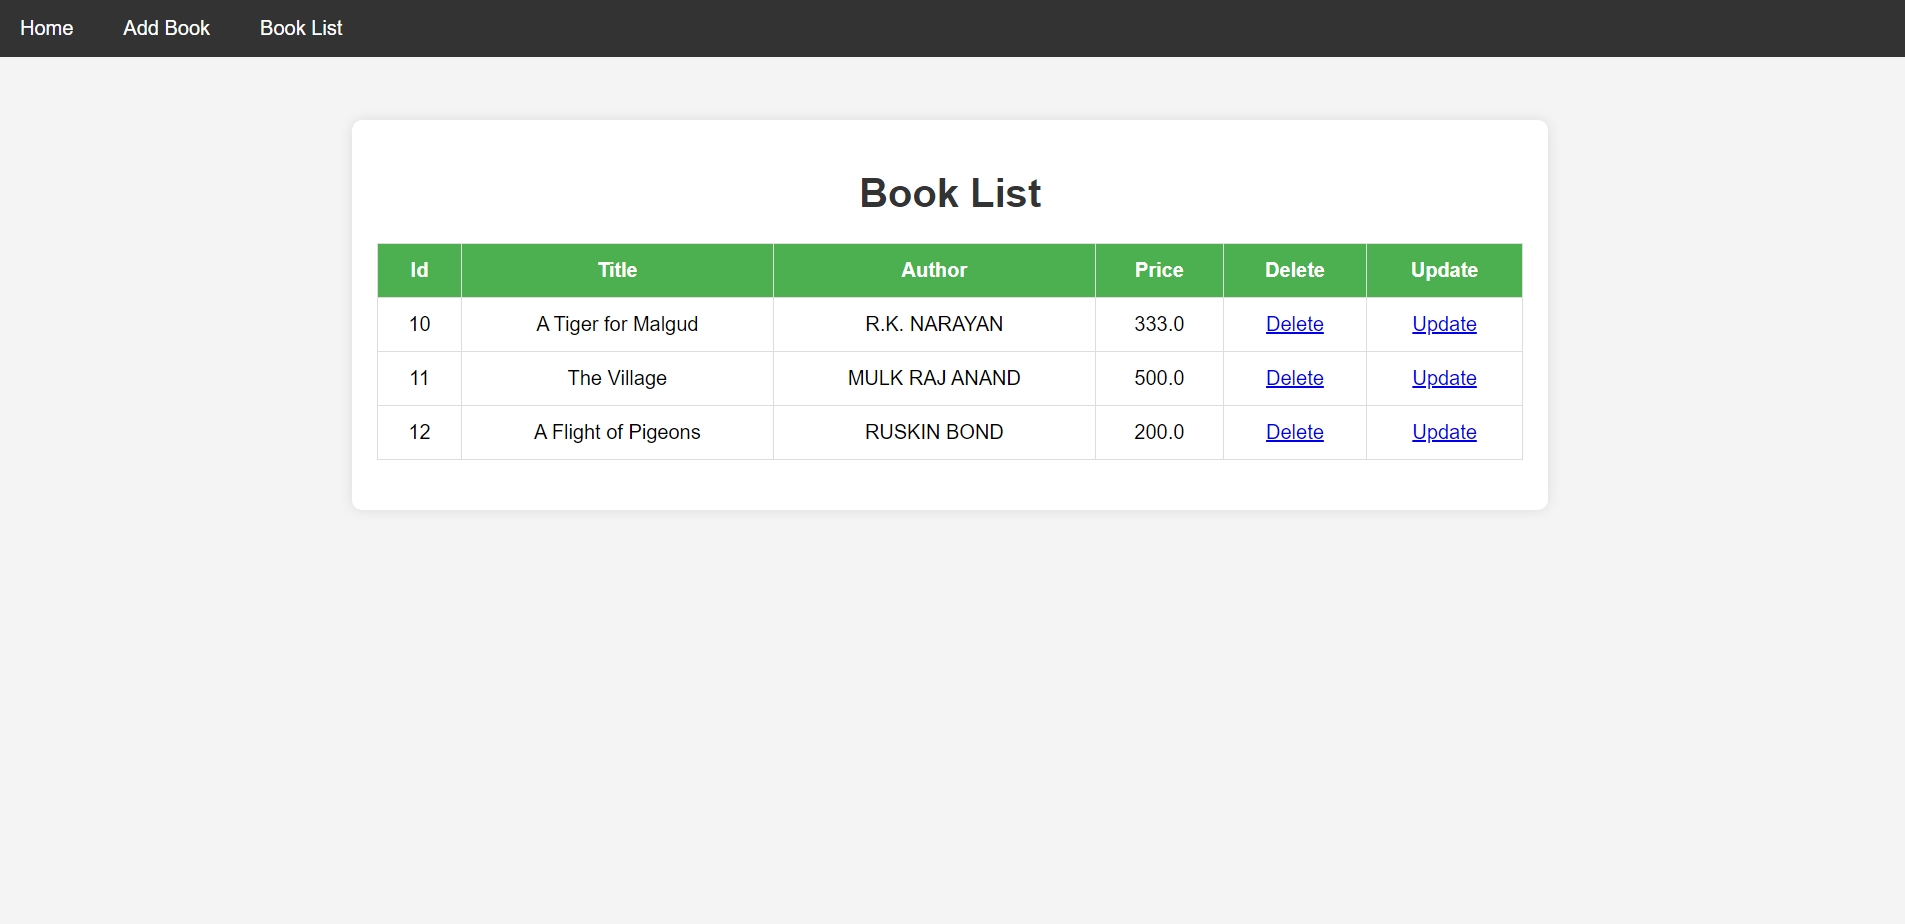 Home Add Book Book List
Book List
Id Title Author Price Delete Update
10 A Tiger for Malgud R.K. NARAYAN 333.0 Delete Update
11 The Village MULK RAJ ANAND 500.0 Delete Update
12 A Flight of Pigeons RUSKIN BOND 200.0 Delete Update